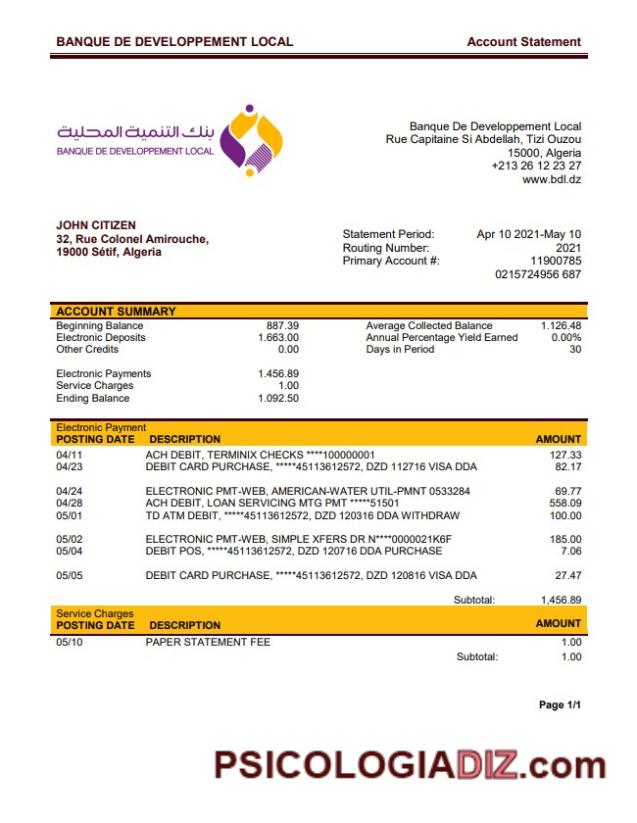 BANQUE DE DEVELOPPEMENT LOCAL Account Statement
بنك التنمية المحلية
BANQUE DE DEVELOPPEMENT LOCAL
Banque De Developpement Local
Rue Capitaine Si Abdellah, Tizi Ouzou
15000, Algeria
+213 26 12 23 27
www.bdl.dz
JOHN CITIZEN
32, Rue Colonel Amirouche,
19000 Sétif, Algeria
Statement Period: Apr 10 2021-May 10
Routing Number: 2021
Primary Account #: 11900785
0215724956 687
ACCOUNT SUMMARY
Beginning Balance 887.39 Average Collected Balance 1.126.48
Electronic Deposits 1.663.00 Annual Percentage Yield Earned 0.00%
Other Credits 0.00 Days in Period 30
Electronic Payments 1.456.89
Service Charges 1.00
Ending Balance 1.092.50
Electronic Payment
POSTING DATE DESCRIPTION AMOUNT
04/11 ACH DEBIT, TERMINIX CHECKS ****100000001 127.33
04/23 DEBIT CARD PURCHASE, *****45113612572, DZD 112716 VISA DDA 82.17
04/24 ELECTRONIC PMT-WEB, AMERICAN-WATER UTIL-PMNT 0533284 69.77
04/28 ACH DEBIT, LOAN SERVICING MTG PMT *****51501 558.09
05/01 TD ATM DEBIT, *****45113612572, DZD 120316 DDA WITHDRAW 100.00
05/02 ELECTRONIC PMT-WEB, SIMPLE XFERS DR N****0000021K6F 185.00
05/04 DEBIT POS, *****45113612572, DZD 120716 DDA PURCHASE 7.06
05/05 DEBIT CARD PURCHASE, *****45113612572, DZD 120816 VISA DDA 27.47
Subtotal: 1,456.89
Service Charges
POSTING DATE DESCRIPTION AMOUNT
05/10 PAPER STATEMENT FEE 1.00
Subtotal: 1.00
Page 1/1
PSICOLOGIADIZ.com